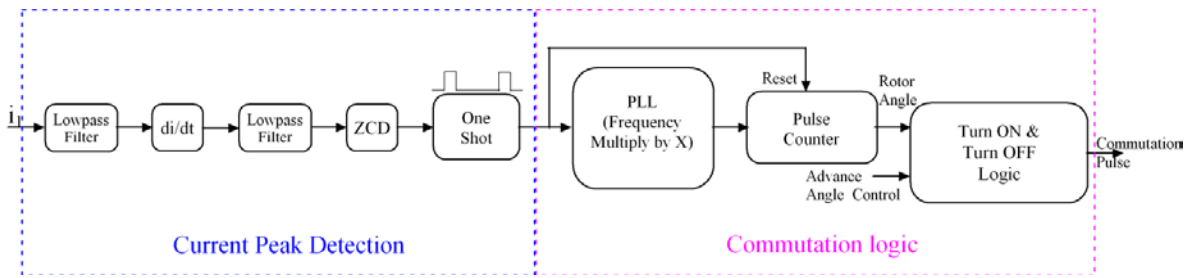 i₁
Lowpass
Filter
di/dt
Lowpass
Filter
ZCD
One
Shot
PLL
(Frequency
Multiply by X)
Reset
Pulse
Counter
Rotor
Angle
Advance
Angle Control
Turn ON &
Turn OFF
Logic
Commutation
Pulse
Current Peak Detection
Commutation logic